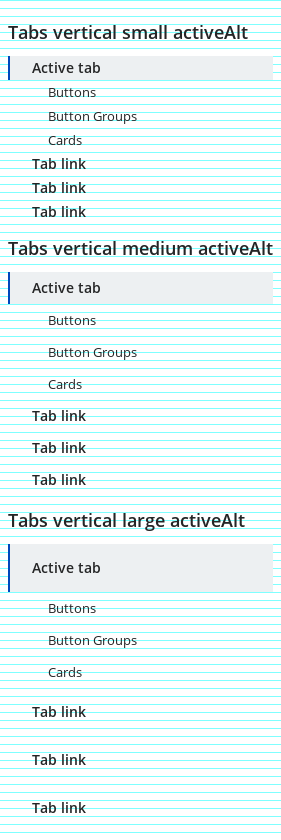 Tabs vertical small activeAlt
Active tab
Buttons
Button Groups
Cards
Tab link
Tab link
Tab link
Tabs vertical medium activeAlt
Active tab
Buttons
Button Groups
Cards
Tab link
Tab link
Tab link
Tabs vertical large activeAlt
Active tab
Buttons
Button Groups
Cards
Tab link
Tab link
Tab link